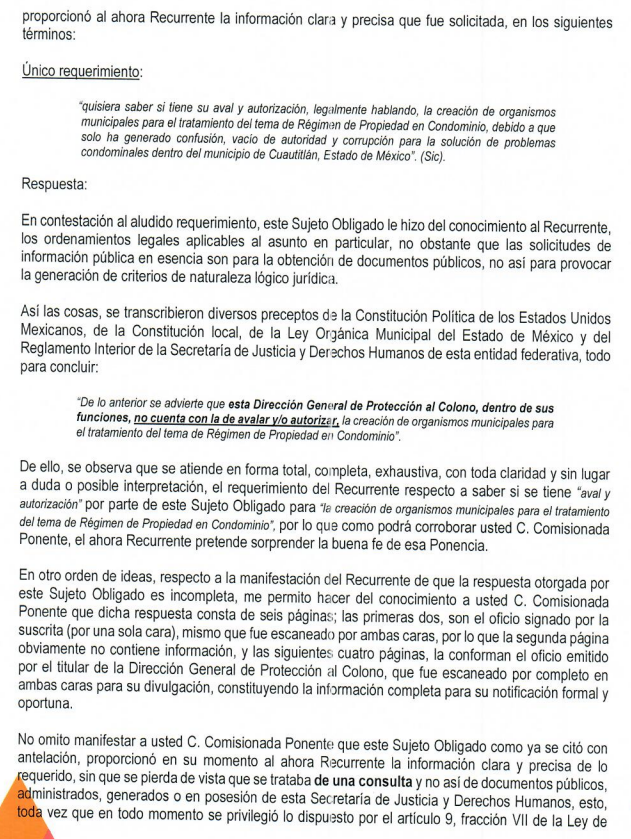 proporcionó al ahora Recurrente la información clara y precisa que fue solicitada, en los siguientes
términos:
Único requerimiento:
"quisiera saber si tiene su aval y autorización, legalmente hablando, la creación de organismos
municipales para el tratamiento del tema de Régimen de Propiedad en Condominio, debido a que
solo ha generado confusión, vacío de autoridad y corrupción para la solución de problemas
condominales dentro del municipio de Cuautitlán, Estado de México". (Sic).
Respuesta:
En contestación al aludido requerimiento, este Sujeto Obligado le hizo del conocimiento al Recurrente,
los ordenamientos legales aplicables al asunto en particular, no obstante que las solicitudes de
información pública en esencia son para la obtención de documentos públicos, no así para provocar
la generación de criterios de naturaleza lógico jurídica.
Así las cosas, se transcribieron diversos preceptos de la Constitución Política de los Estados Unidos
Mexicanos, de la Constitución local, de la Ley Orgánica Municipal del Estado de México y del
Reglamento Interior de la Secretaría de Justicia y Derechos Humanos de esta entidad federativa, todo
para concluir:
"De lo anterior se advierte que esta Dirección General de Protección al Colono, dentro de sus
funciones, no cuenta con la de avalar y/o autorizar, la creación de organismos municipales para
el tratamiento del tema de Régimen de Propiedad en Condominio".
De ello, se observa que se atiende en forma total, completa, exhaustiva, con toda claridad y sin lugar
a duda o posible interpretación, el requerimiento del Recurrente respecto a saber si se tiene "aval y
autorización" por parte de este Sujeto Obligado para "la creación de organismos municipales para el tratamiento
del tema de Régimen de Propiedad en Condominio", por lo que como podrá corroborar usted C. Comisionada
Ponente, el ahora Recurrente pretende sorprender la buena fe de esa Ponencia.
En otro orden de ideas, respecto a la manifestación del Recurrente de que la respuesta otorgada por
este Sujeto Obligado es incompleta, me permito hacer del conocimiento a usted C. Comisionada
Ponente que dicha respuesta consta de seis páginas; las primeras dos, son el oficio signado por la
suscrita (por una sola cara), mismo que fue escaneado por ambas caras, por lo que la segunda página
obviamente no contiene información, y las siguientes cuatro páginas, la conforman el oficio emitido
por el titular de la Dirección General de Protección al Colono, que fue escaneado por completo en
ambas caras para su divulgación, constituyendo la información completa para su notificación formal y
oportuna.
No omito manifestar a usted C. Comisionada Ponente que este Sujeto Obligado como ya se citó con
antelación, proporcionó en su momento al ahora Recurrente la información clara y precisa de lo
requerido, sin que se pierda de vista que se trataba de una consulta y no así de documentos públicos,
administrados, generados o en posesión de esta Secretaría de Justicia y Derechos Humanos, esto,
toda vez que en todo momento se privilegió lo dispuesto por el artículo 9, fracción VII de la Ley de